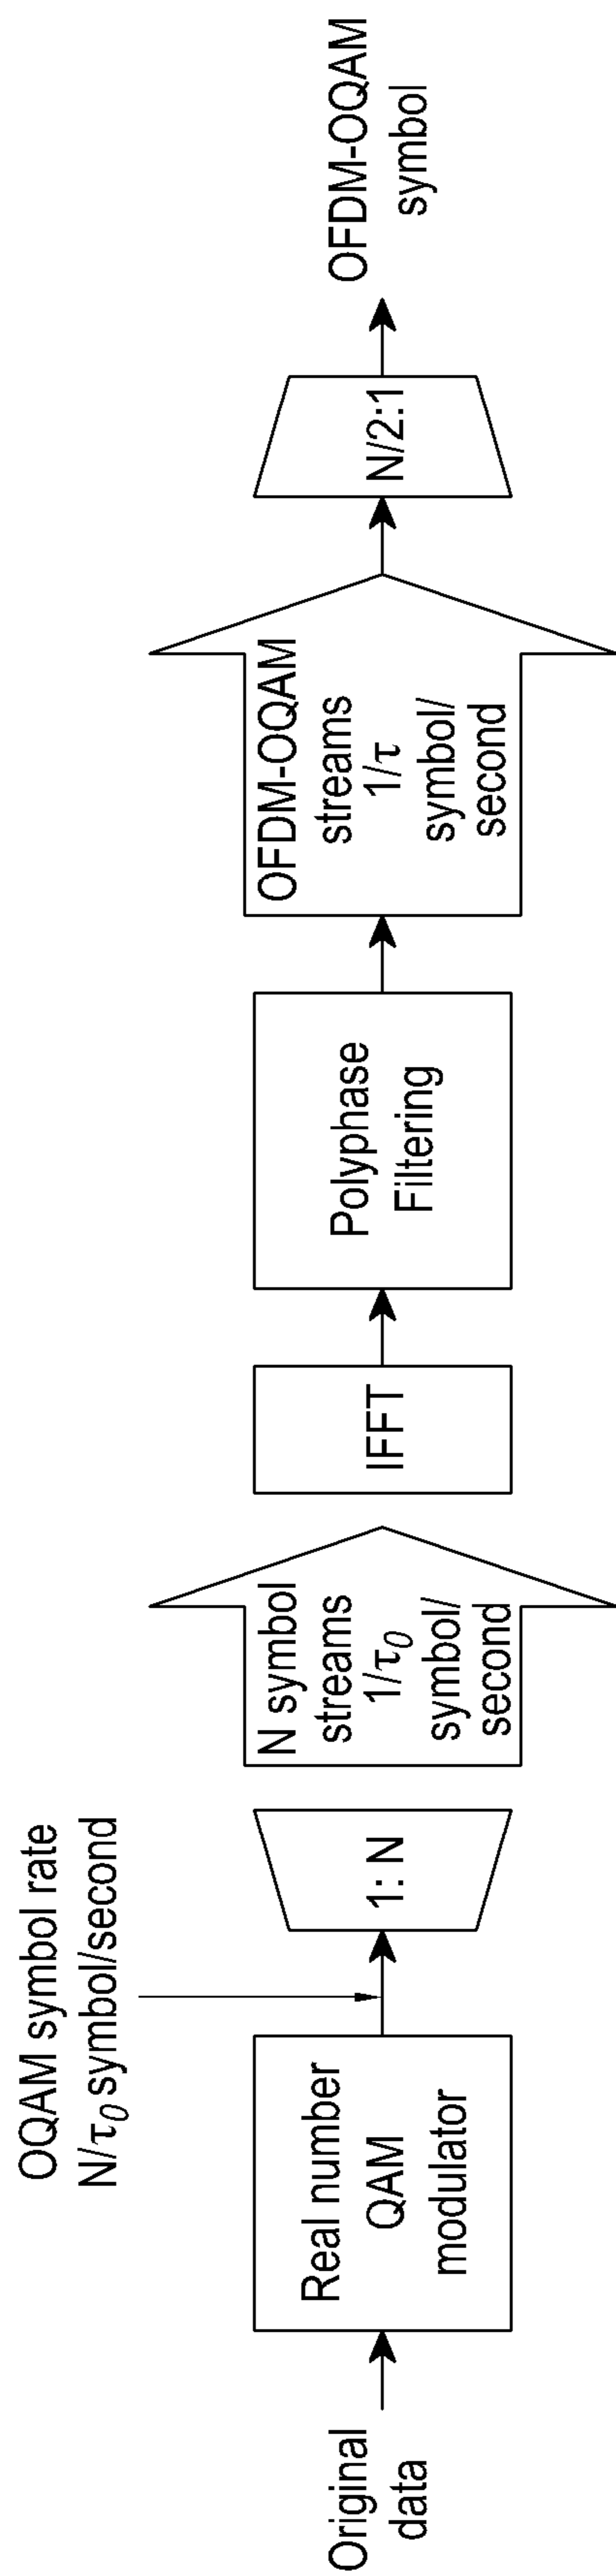 Original
data
Real number
QAM
modulator
OQAM symbol rate
N/τ0 symbol/second
1: N
N symbol
streams
1/τ0
symbol/
second
IFFT
Polyphase
Filtering
OFDM-OQAM
streams
1/τ
symbol/
second
N/2:1
OFDM-OQAM
symbol